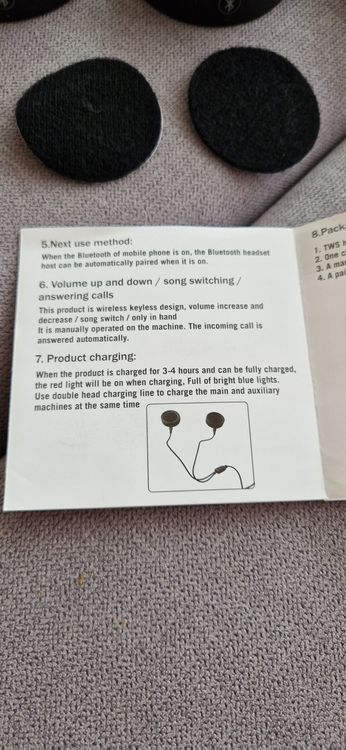 5.Next use method:
When the Bluetooth of mobile phone is on, the Bluetooth headset
host can be automatically paired when it is on.
6. Volume up and down / song switching /
answering calls
This product is wireless keyless design, volume increase and
decrease / song switch / only in hand
It is manually operated on the machine. The incoming call is
answered automatically.
7. Product charging:
When the product is charged for 3-4 hours and can be fully charged,
the red light will be on when charging, Full of bright blue lights.
Use double head charging line to charge the main and auxiliary
machines at the same time
8.Pack
1. TWS
2. One
3. A
4. A